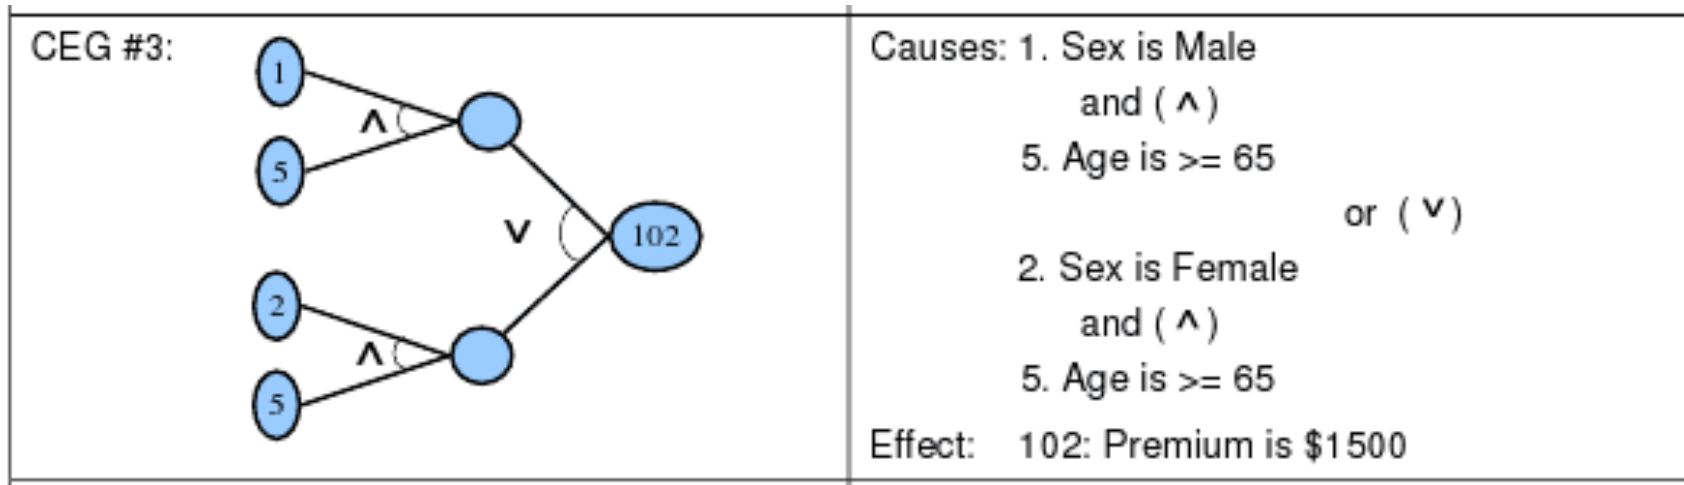 CEG #3:
1
∧
5
∨
102
2
∧
5
Causes: 1. Sex is Male
and ( ∧ )
5. Age is >= 65
or ( ∨ )
2. Sex is Female
and ( ∧ )
5. Age is >= 65
Effect: 102: Premium is $1500